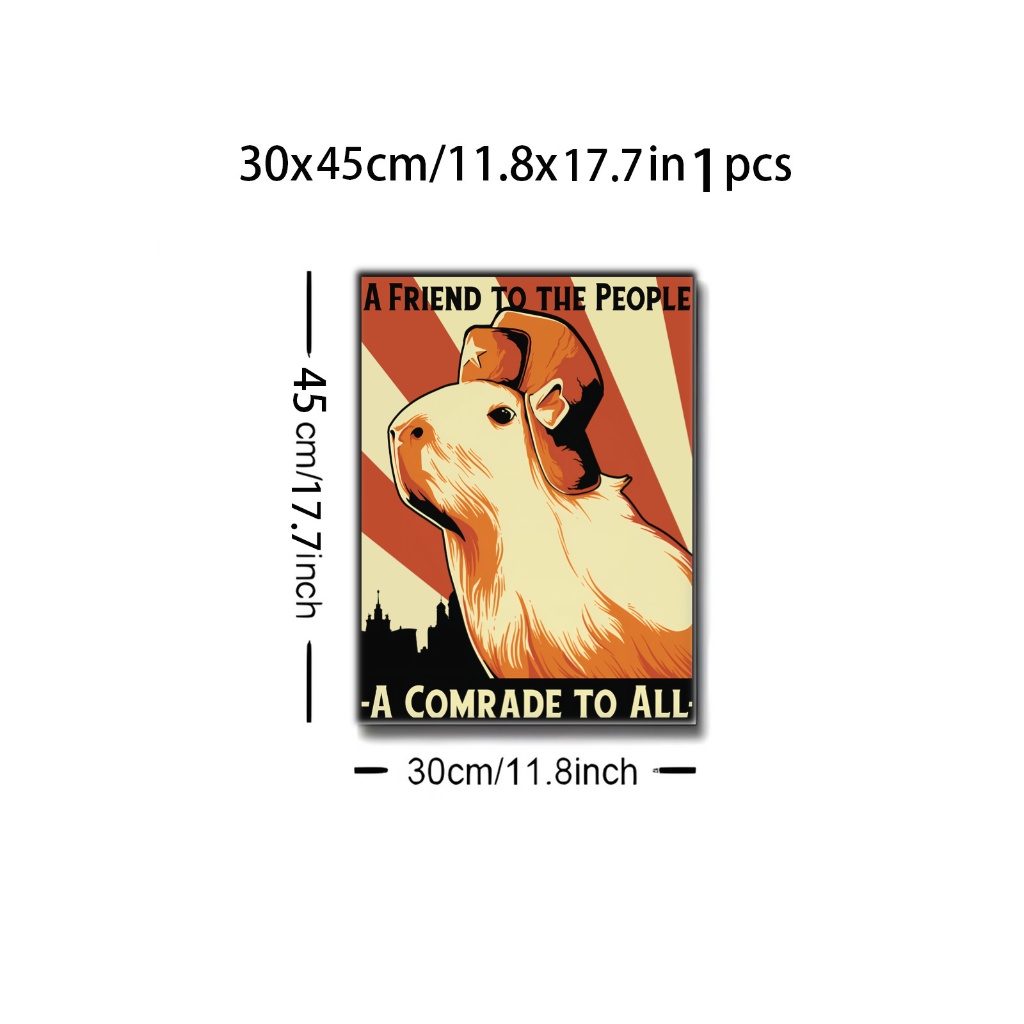 30x45cm/11.8x17.7in 1 pcs
A Friend to the People
45 cm/17.7inch
-A Comrade to All-
30cm/11.8inch